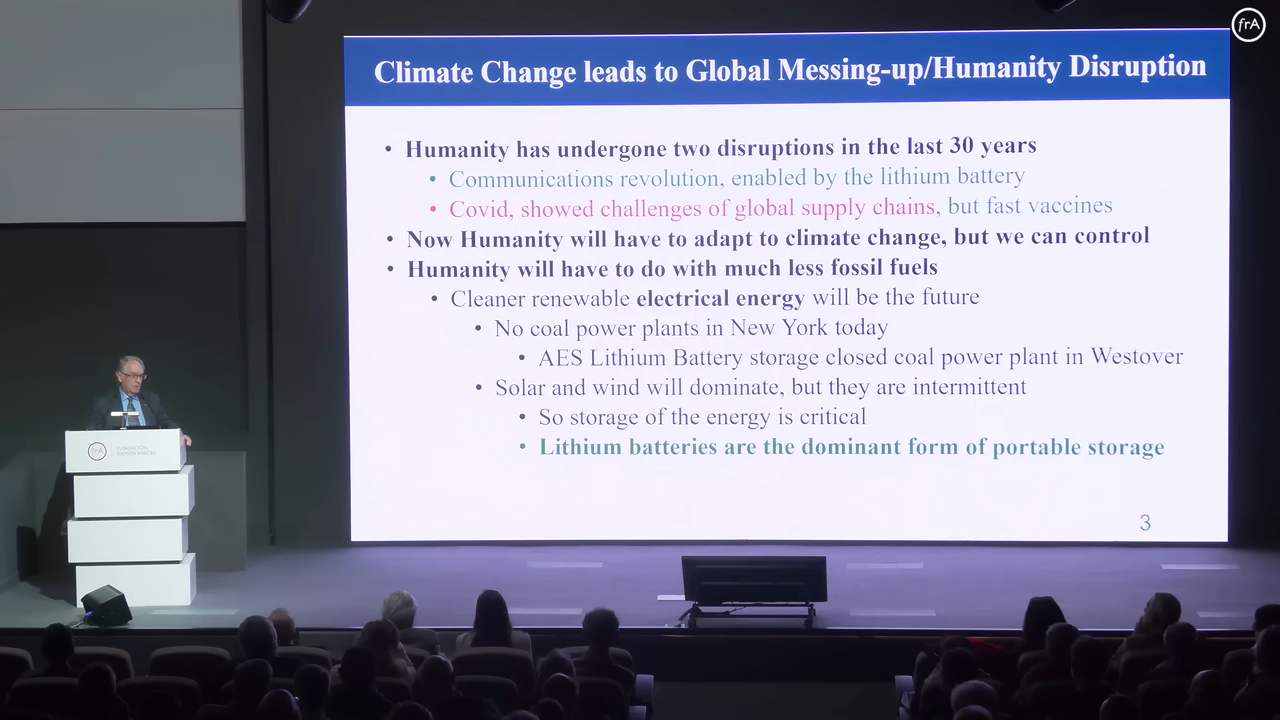 frA
Climate Change leads to Global Messing-up/Humanity Disruption
• Humanity has undergone two disruptions in the last 30 years
• Communications revolution, enabled by the lithium battery
• Covid, showed challenges of global supply chains, but fast vaccines
• Now Humanity will have to adapt to climate change, but we can control
• Humanity will have to do with much less fossil fuels
• Cleaner renewable electrical energy will be the future
• No coal power plants in New York today
• AES Lithium Battery storage closed coal power plant in Westover
• Solar and wind will dominate, but they are intermittent
• So storage of the energy is critical
• Lithium batteries are the dominant form of portable storage
3
frA
FUNDACIÓN
RAMÓN ARECES